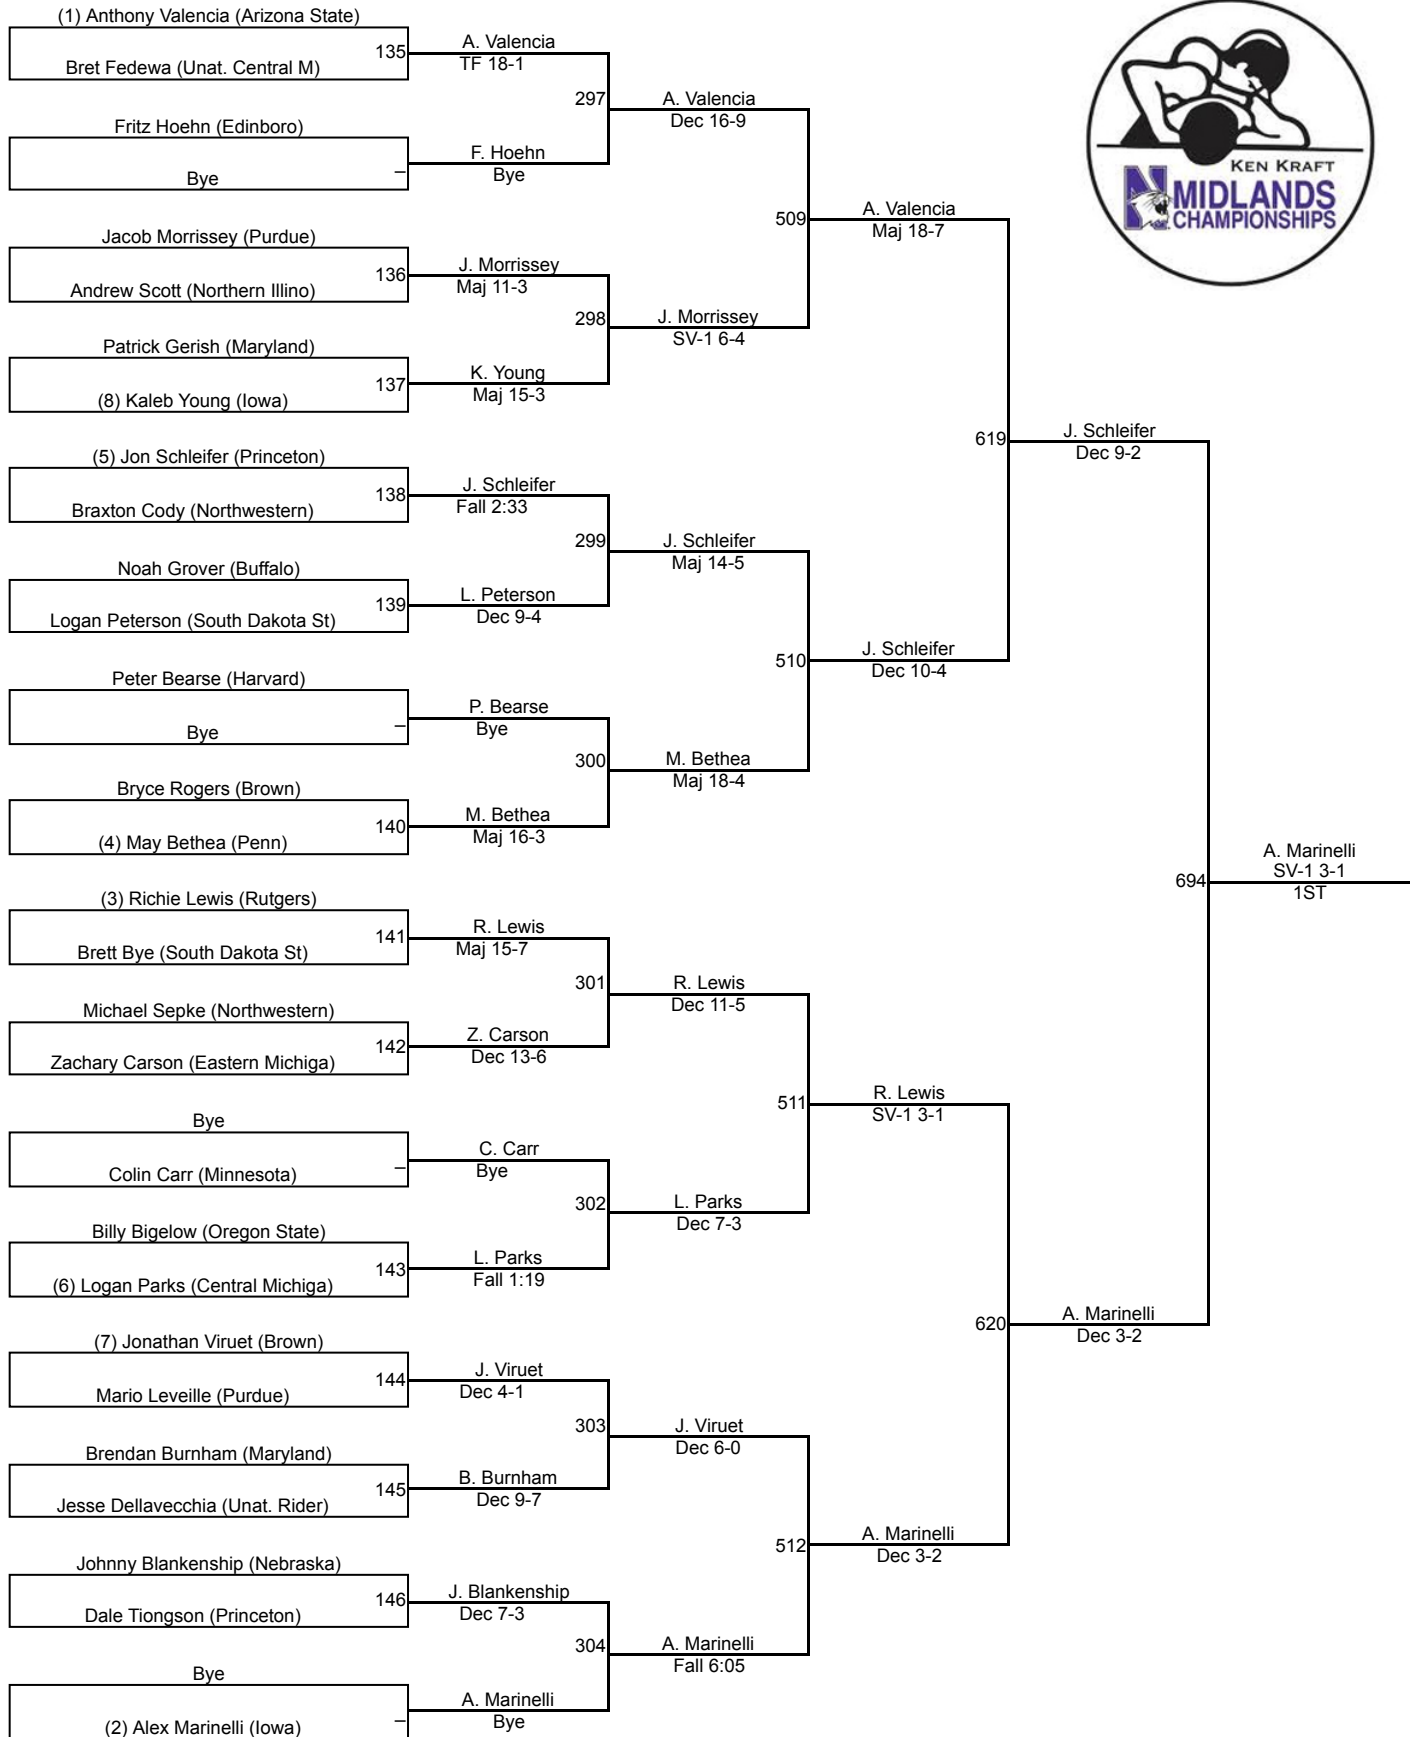 (1) Anthony Valencia (Arizona State)
135
Bret Fedewa (Unat. Central M)
Fritz Hoehn (Edinboro)
Bye
–
Jacob Morrissey (Purdue)
136
Andrew Scott (Northern Illino)
Patrick Gerish (Maryland)
137
(8) Kaleb Young (Iowa)
(5) Jon Schleifer (Princeton)
138
Braxton Cody (Northwestern)
Noah Grover (Buffalo)
139
Logan Peterson (South Dakota St)
Peter Bearse (Harvard)
Bye
–
Bryce Rogers (Brown)
140
(4) May Bethea (Penn)
(3) Richie Lewis (Rutgers)
141
Brett Bye (South Dakota St)
Michael Sepke (Northwestern)
142
Zachary Carson (Eastern Michiga)
Bye
Colin Carr (Minnesota)
–
Billy Bigelow (Oregon State)
143
(6) Logan Parks (Central Michiga)
(7) Jonathan Viruet (Brown)
144
Mario Leveille (Purdue)
Brendan Burnham (Maryland)
145
Jesse Dellavecchia (Unat. Rider)
Johnny Blankenship (Nebraska)
146
Dale Tiongson (Princeton)
Bye
(2) Alex Marinelli (Iowa)
–
A. Valencia
TF 18-1
297
F. Hoehn
Bye
J. Morrissey
Maj 11-3
298
K. Young
Maj 15-3
J. Schleifer
Fall 2:33
299
L. Peterson
Dec 9-4
P. Bearse
Bye
300
M. Bethea
Maj 16-3
R. Lewis
Maj 15-7
301
Z. Carson
Dec 13-6
C. Carr
Bye
302
L. Parks
Fall 1:19
J. Viruet
Dec 4-1
303
B. Burnham
Dec 9-7
J. Blankenship
Dec 7-3
304
A. Marinelli
Bye
A. Valencia
Dec 16-9
509
J. Morrissey
SV-1 6-4
J. Schleifer
Maj 14-5
510
M. Bethea
Maj 18-4
R. Lewis
Dec 11-5
511
L. Parks
Dec 7-3
J. Viruet
Dec 6-0
512
A. Marinelli
Fall 6:05
A. Valencia
Maj 18-7
619
J. Schleifer
Dec 10-4
R. Lewis
SV-1 3-1
620
A. Marinelli
Dec 3-2
J. Schleifer
Dec 9-2
694
A. Marinelli
Dec 3-2
A. Marinelli
SV-1 3-1
1ST
KEN KRAFT
N MIDLANDS
CHAMPIONSHIPS